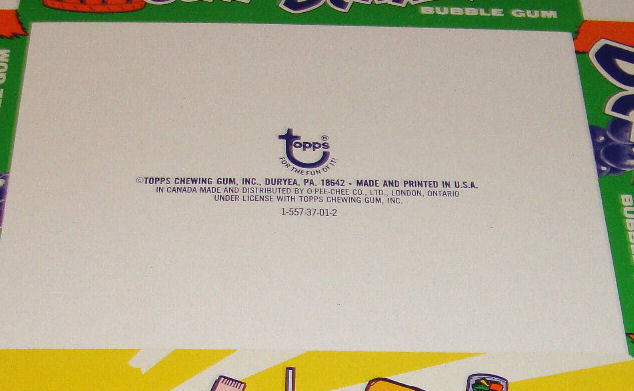 BUBBLE GUM
topps®
FOR THE FUN OF IT!
©TOPPS CHEWING GUM, INC., DURYEA, PA. 18642 - MADE AND PRINTED IN U.S.A.
IN CANADA MADE AND DISTRIBUTED BY O-PEE-CHEE CO., LTD., LONDON, ONTARIO
UNDER LICENSE WITH TOPPS CHEWING GUM, INC.
1-557-37-01-2